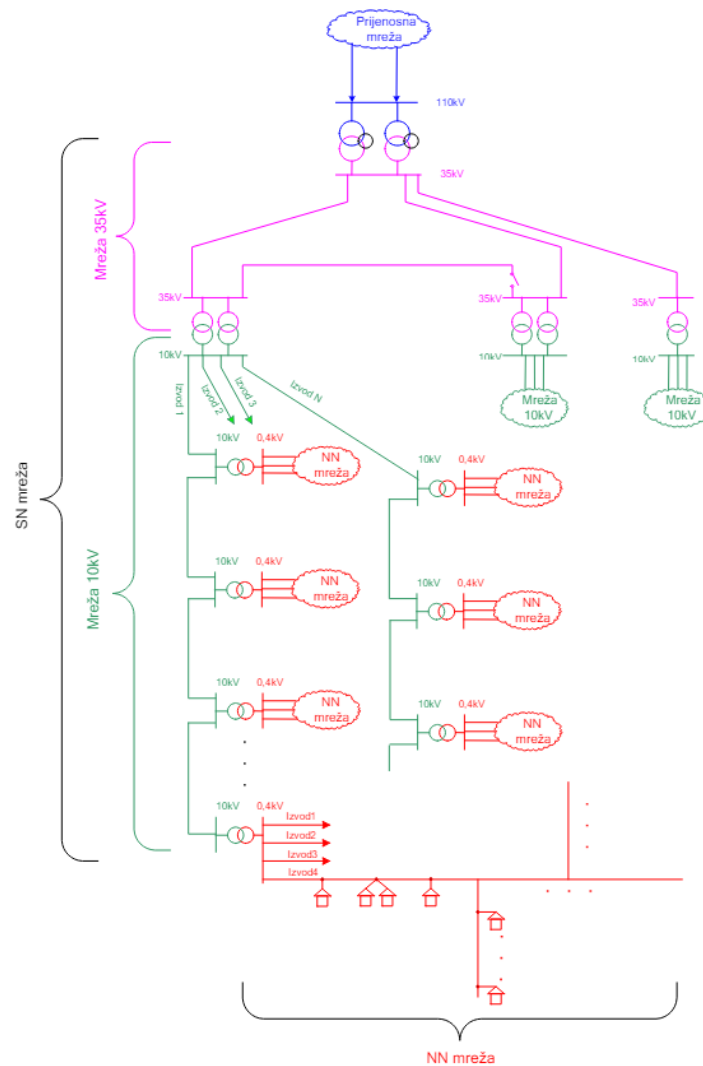 Prijenosna
mreža
110kV
35kV
Mreža 35kV
35kV
35kV
35kV
10kV
10kV
10kV
Izvod 1
Izvod 2
Izvod 3
Izvod N
Mreža
10kV
Mreža
10kV
SN mreža
Mreža 10kV
10kV
0,4kV
NN
mreža
10kV
0,4kV
NN
mreža
10kV
0,4kV
NN
mreža
10kV
0,4kV
NN
mreža
10kV
0,4kV
NN
mreža
10kV
0,4kV
NN
mreža
10kV
0,4kV
Izvod1
Izvod2
Izvod3
Izvod4
NN mreža